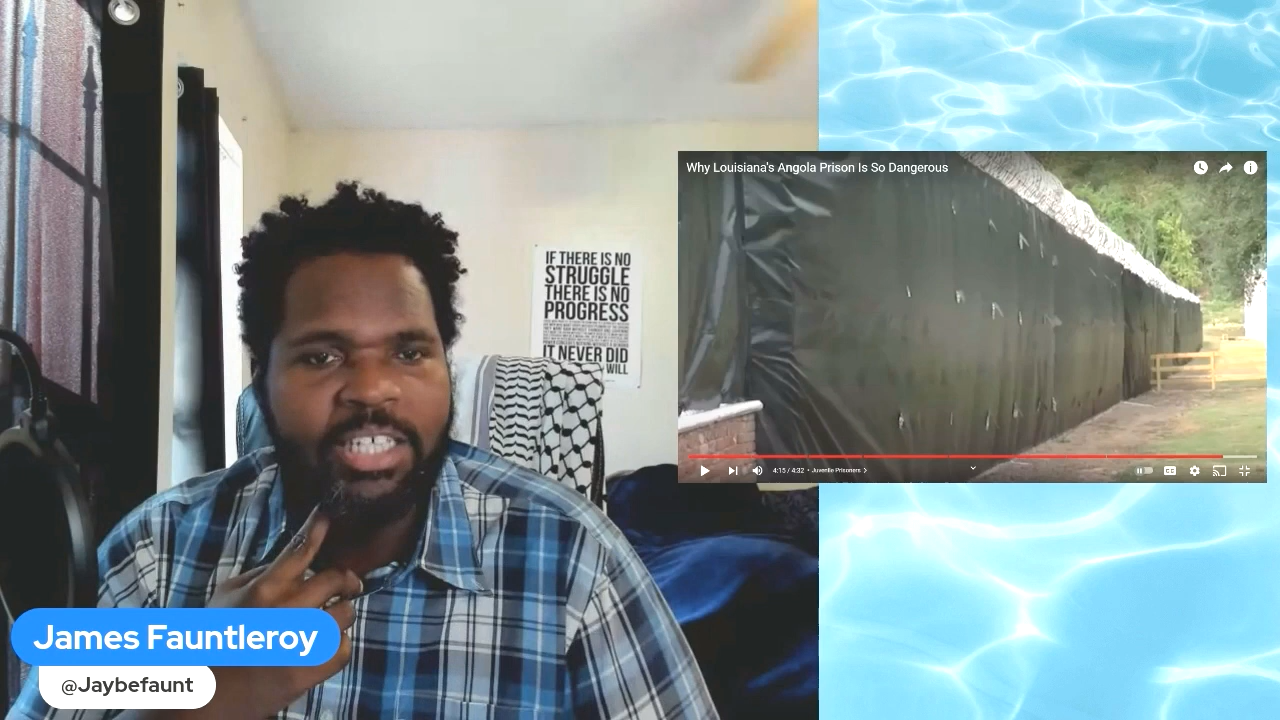 Why Louisiana's Angola Prison Is So Dangerous
IF THERE IS NO
STRUGGLE
THERE IS NO
PROGRESS
IT NEVER DID
WILL
4:15 / 4:32 • Juvenile Prisoners >
CC
James Fauntleroy
@Jaybefaunt